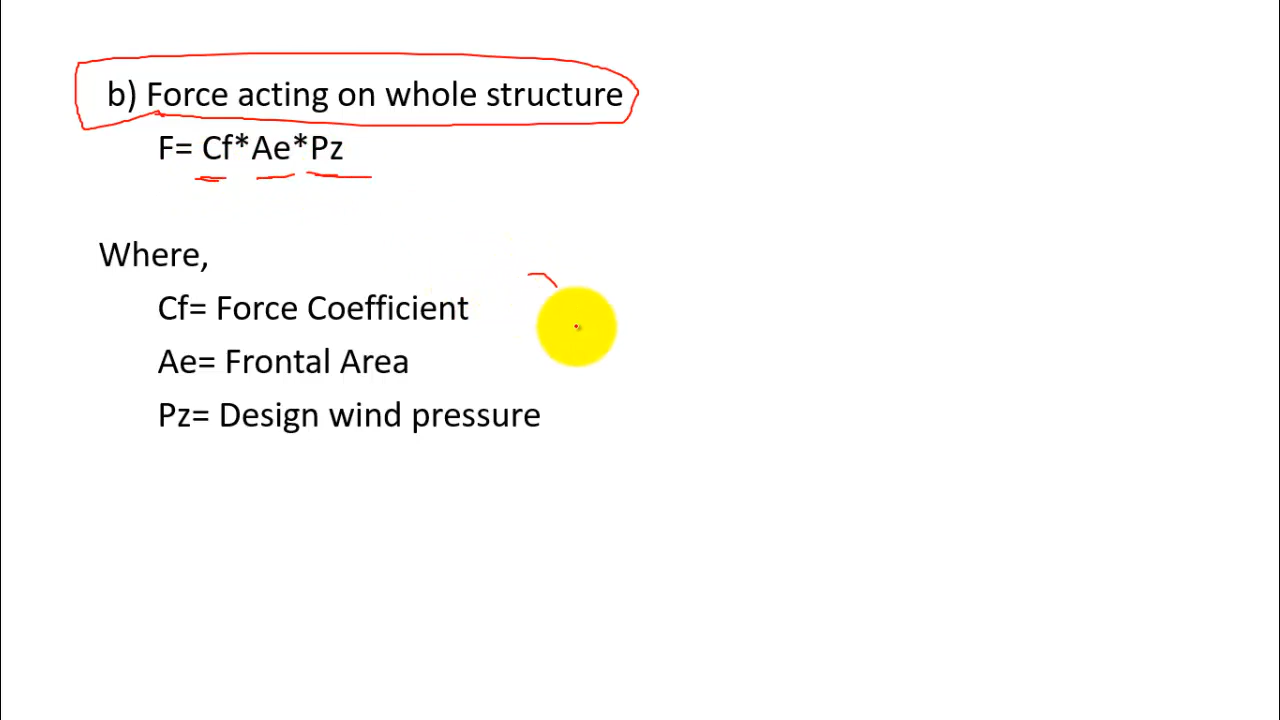 b) Force acting on whole structure
F= Cf*Ae*Pz
Where,
Cf= Force Coefficient
Ae= Frontal Area
Pz= Design wind pressure